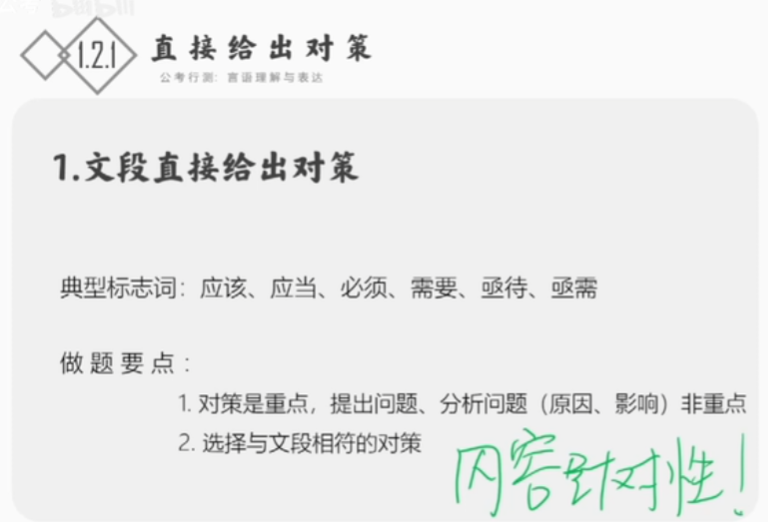 1.2.1 直接给出对策
公考行测：言语理解与表达
1.文段直接给出对策
典型标志词：应该、应当、必须、需要、亟待、亟需
做题要点：
1. 对策是重点，提出问题、分析问题（原因、影响）非重点
2. 选择与文段相符的对策
内容针对性！